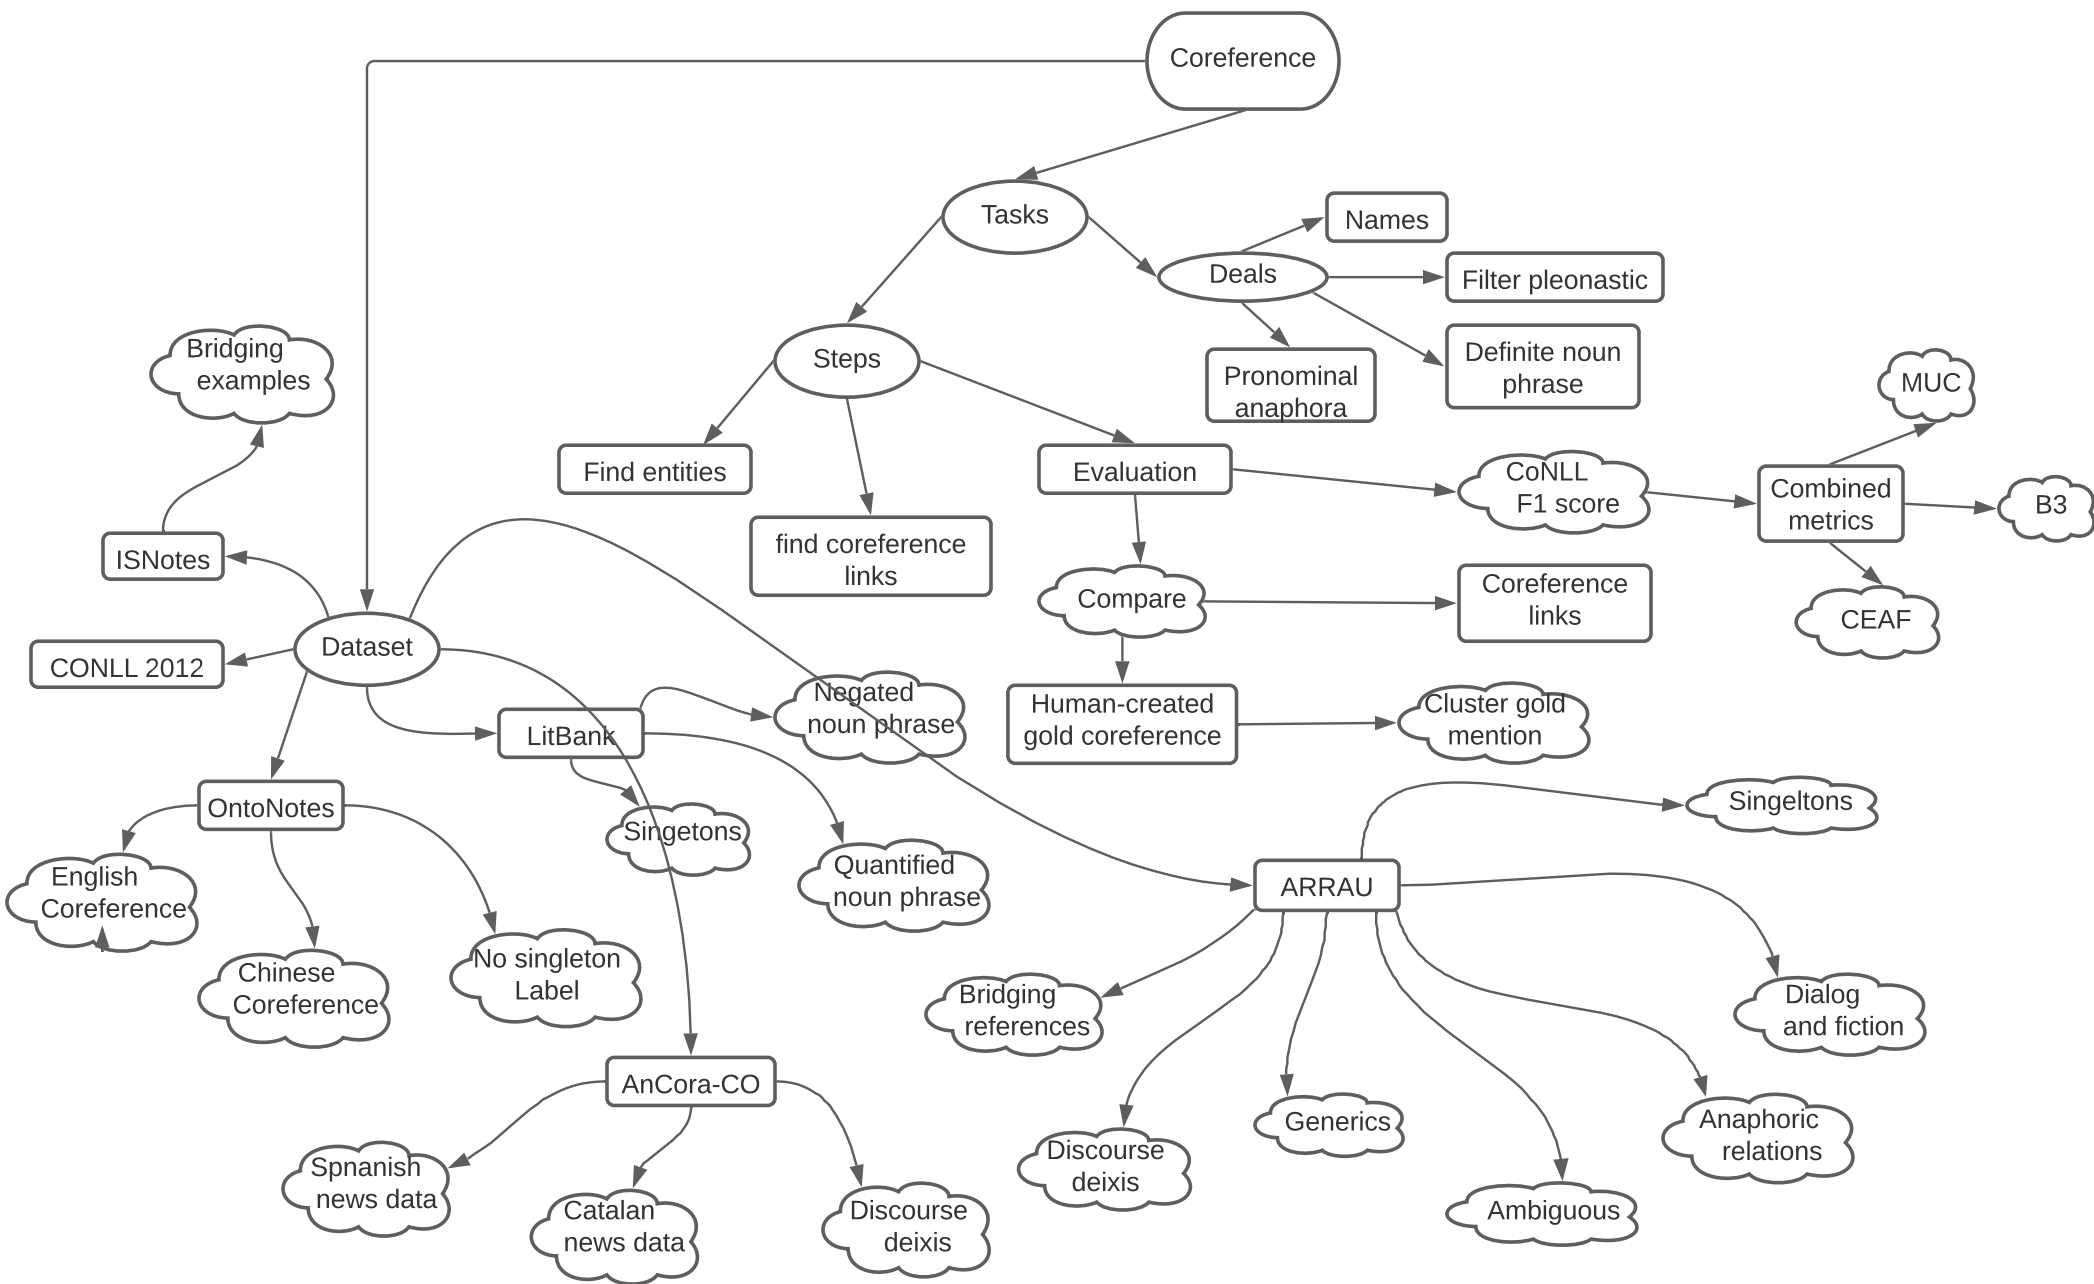 Coreference
Tasks
Names
Deals
Filter pleonastic
Bridging
examples
Steps
Pronominal
anaphora
Definite noun
phrase
MUC
Find entities
Evaluation
CoNLL
F1 score
Combined
metrics
B3
ISNotes
find coreference
links
Compare
Coreference
links
CEAF
Dataset
CONLL 2012
LitBank
Negated
noun phrase
Human-created
gold coreference
Cluster gold
mention
OntoNotes
Singetons
Singeltons
English
Coreference
Quantified
noun phrase
ARRAU
Chinese
Coreference
No singleton
Label
Bridging
references
Dialog
and fiction
AnCora-CO
Generics
Anaphoric
relations
Spnanish
news data
Catalan
news data
Discourse
deixis
Discourse
deixis
Ambiguous